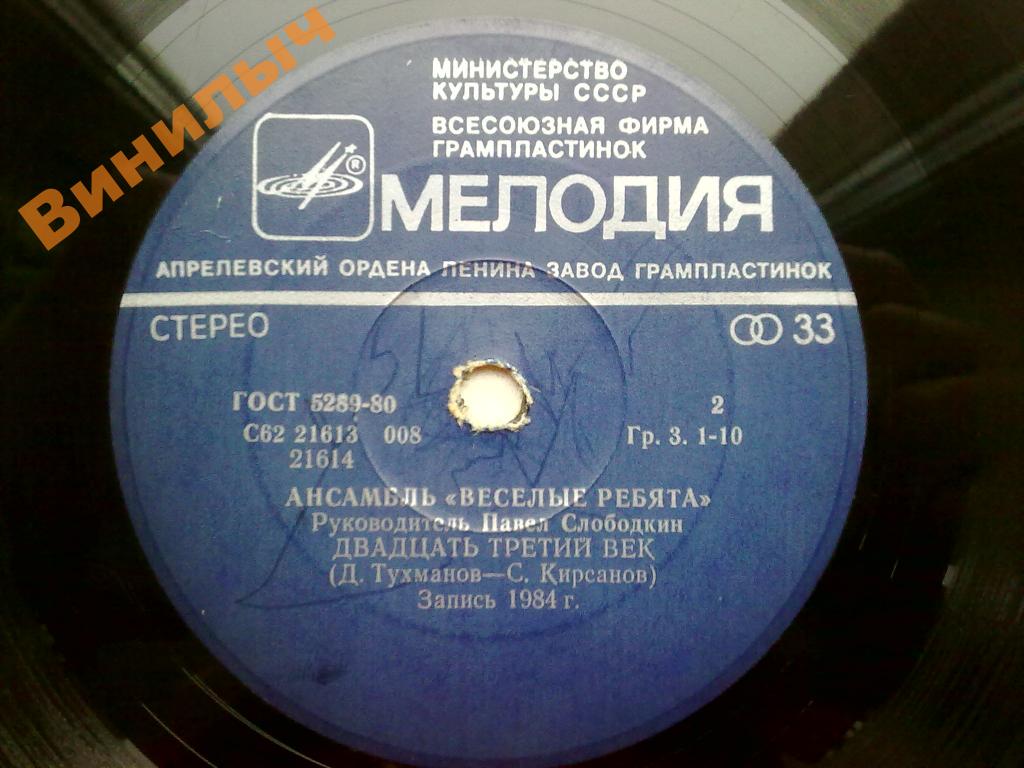 Винилыч
МИНИСТЕРСТВО
КУЛЬТУРЫ СССР
ВСЕСОЮЗНАЯ ФИРМА
ГРАМПЛАСТИНОК
®
МЕЛОДИЯ
АПРЕЛЕВСКИЙ ОРДЕНА ЛЕНИНА ЗАВОД ГРАМПЛАСТИНОК
СТЕРЕО 33
ГОСТ 5289-80 2
С62 21613 008 Гр. 3. 1-10
21614
АНСАМБЛЬ «ВЕСЕЛЫЕ РЕБЯТА»
Руководитель Павел Слободкин
ДВАДЦАТЬ ТРЕТИЙ ВЕК
(Д. Тухманов—С. Кирсанов)
Запись 1984 г.